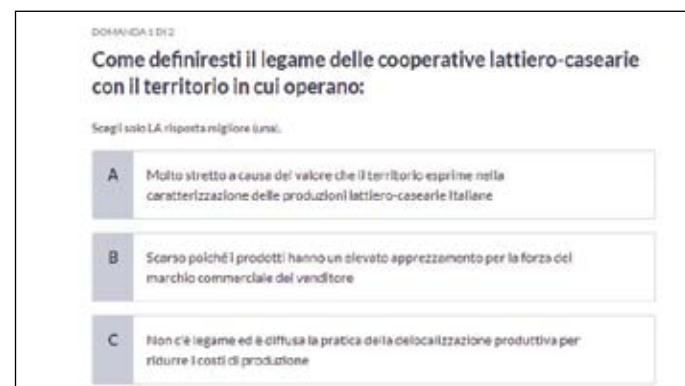 DOMANDA 1 DI 2
Come definiresti il legame delle cooperative lattiero-casearie
con il territorio in cui operano:
Scegli solo LA risposta migliore (una).
A
Molto stretto a causa del valore che il territorio esprime nella
caratterizzazione delle produzioni lattiero-casearie italiane
B
Scarso poiché i prodotti hanno un elevato apprezzamento per la forza del
marchio commerciale del venditore
C
Non c'è legame ed è diffusa la pratica della delocalizzazione produttiva per
ridurre i costi di produzione